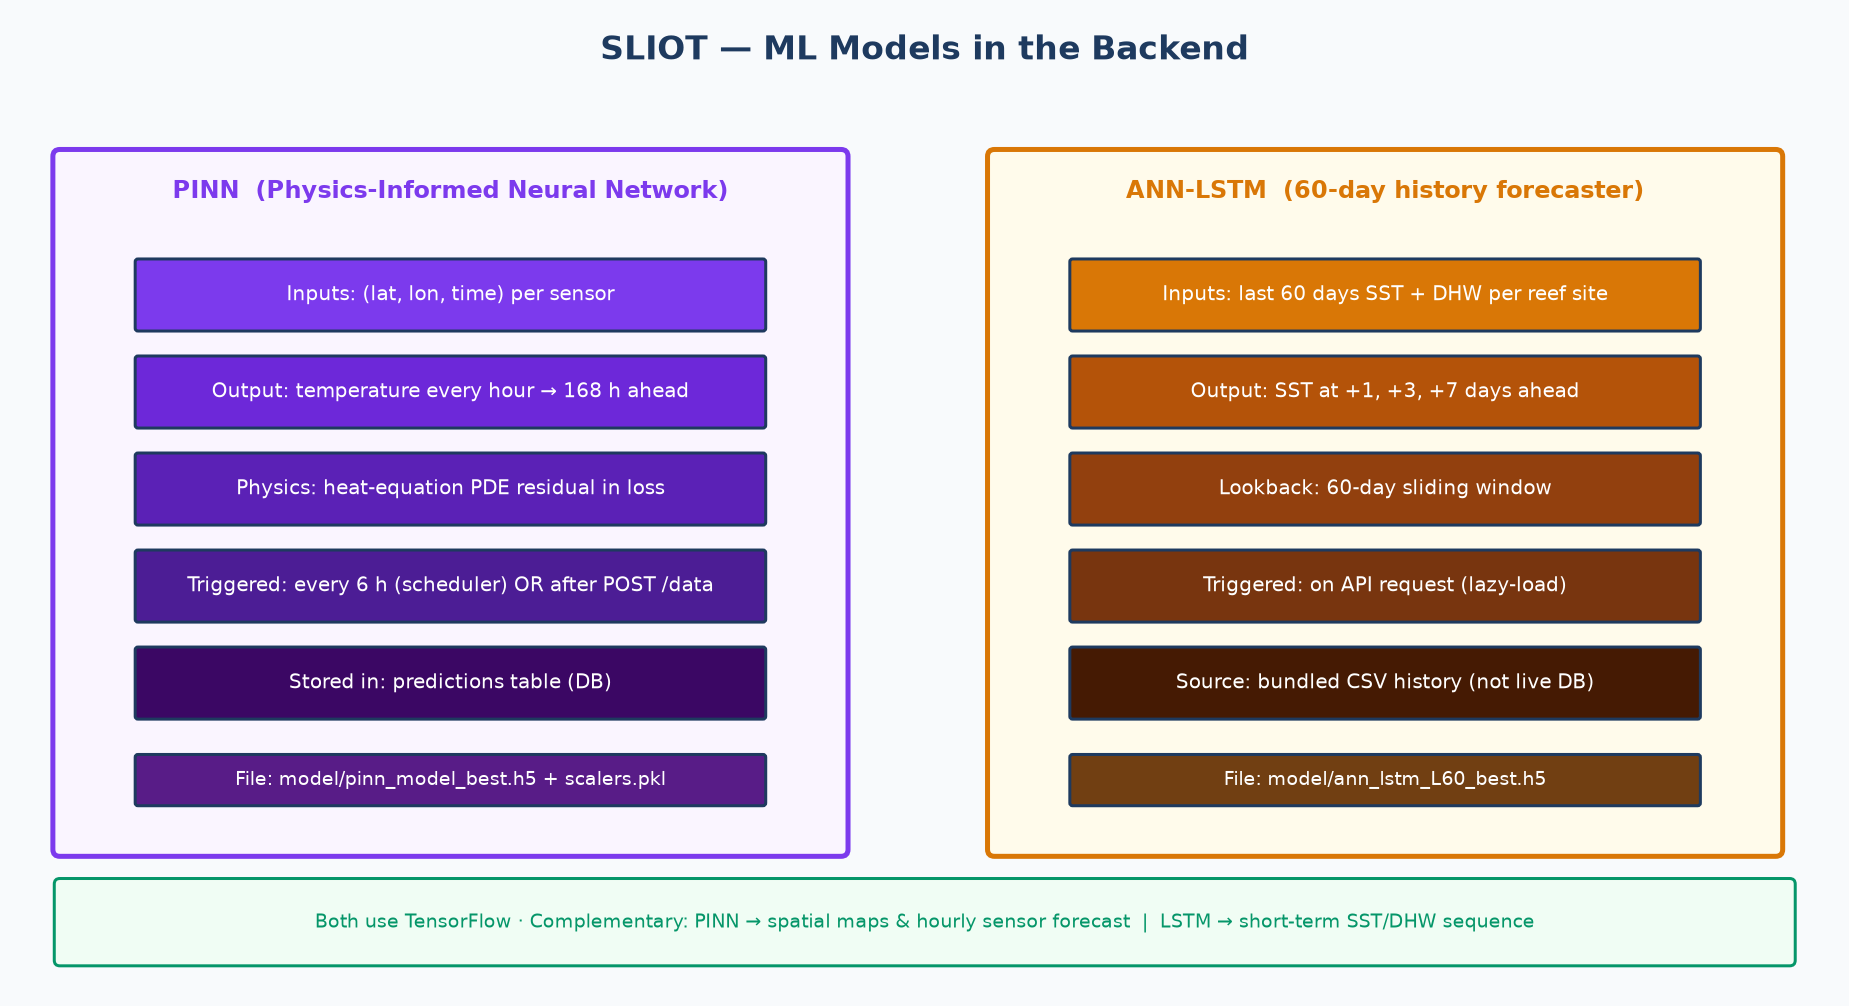 SLIOT — ML Models in the Backend
PINN  (Physics-Informed Neural Network)
Inputs: (lat, lon, time) per sensor
Output: temperature every hour → 168 h ahead
Physics: heat-equation PDE residual in loss
Triggered: every 6 h (scheduler) OR after POST /data
Stored in: predictions table (DB)
File: model/pinn_model_best.h5 + scalers.pkl
ANN-LSTM  (60-day history forecaster)
Inputs: last 60 days SST + DHW per reef site
Output: SST at +1, +3, +7 days ahead
Lookback: 60-day sliding window
Triggered: on API request (lazy-load)
Source: bundled CSV history (not live DB)
File: model/ann_lstm_L60_best.h5
Both use TensorFlow · Complementary: PINN → spatial maps & hourly sensor forecast  |  LSTM → short-term SST/DHW sequence